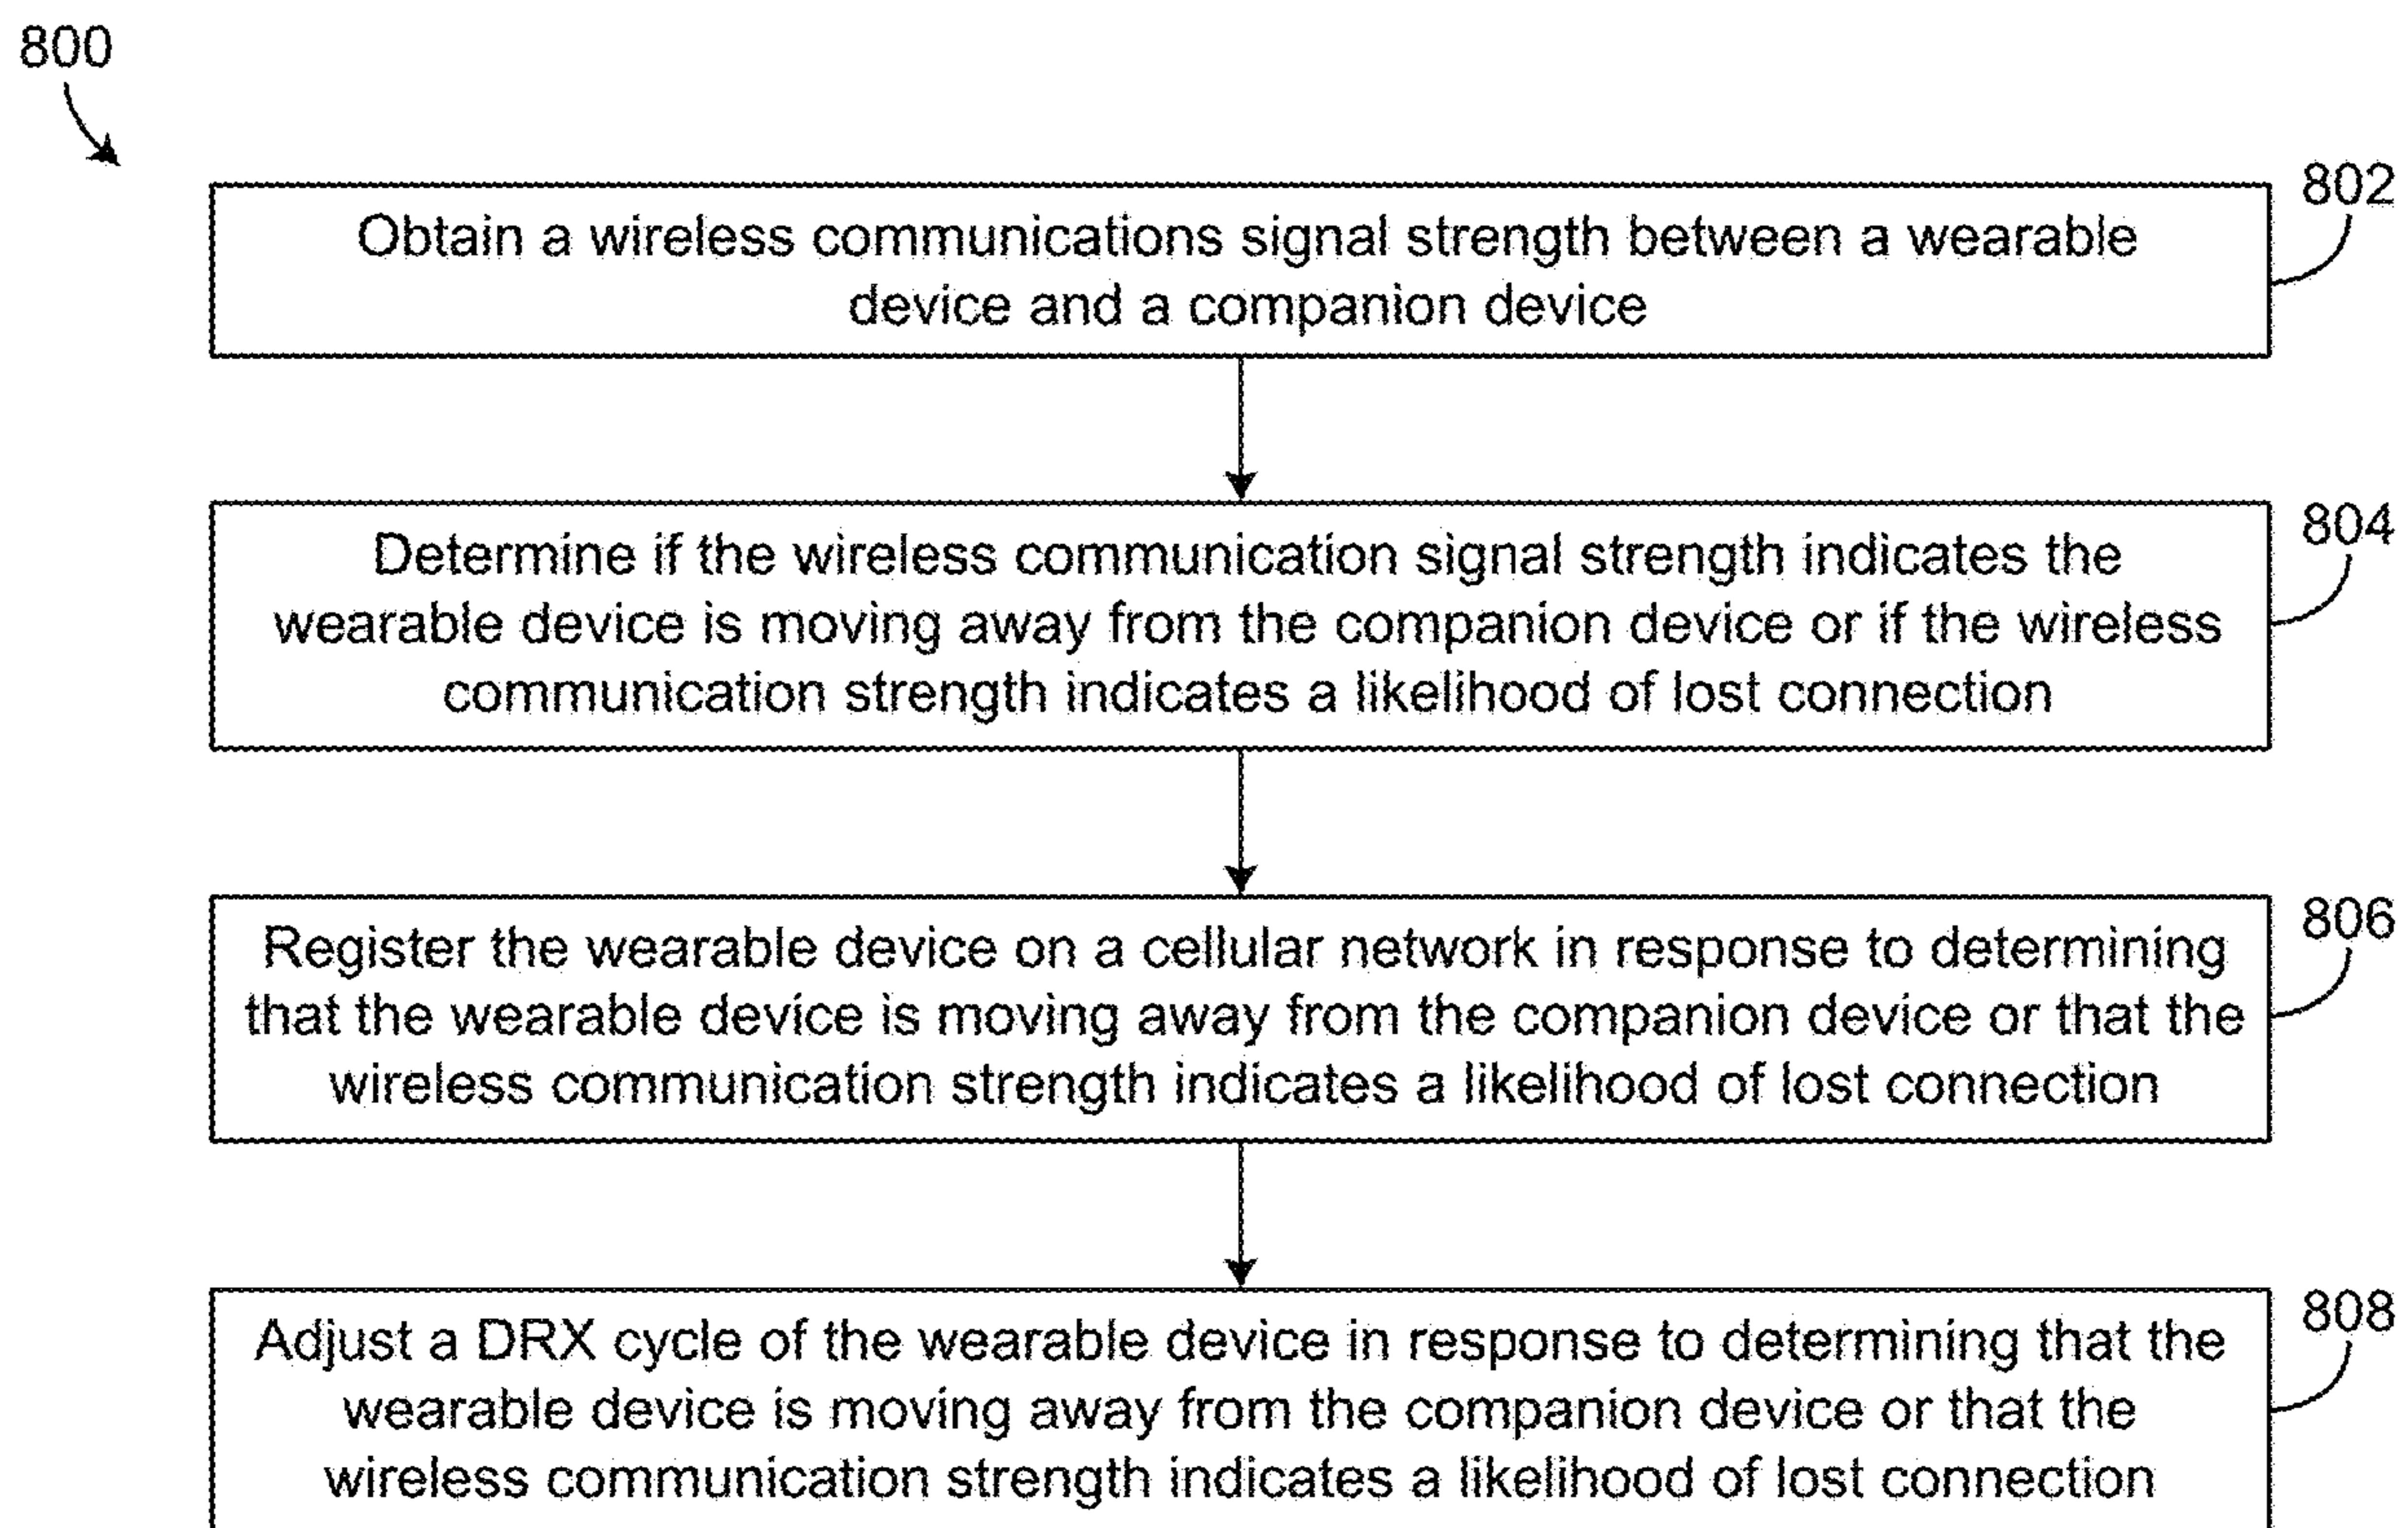 800
802
Obtain a wireless communications signal strength between a wearable
device and a companion device
804
Determine if the wireless communication signal strength indicates the
wearable device is moving away from the companion device or if the wireless
communication strength indicates a likelihood of lost connection
806
Register the wearable device on a cellular network in response to determining
that the wearable device is moving away from the companion device or that the
wireless communication strength indicates a likelihood of lost connection
808
Adjust a DRX cycle of the wearable device in response to determining that the
wearable device is moving away from the companion device or that the
wireless communication strength indicates a likelihood of lost connection